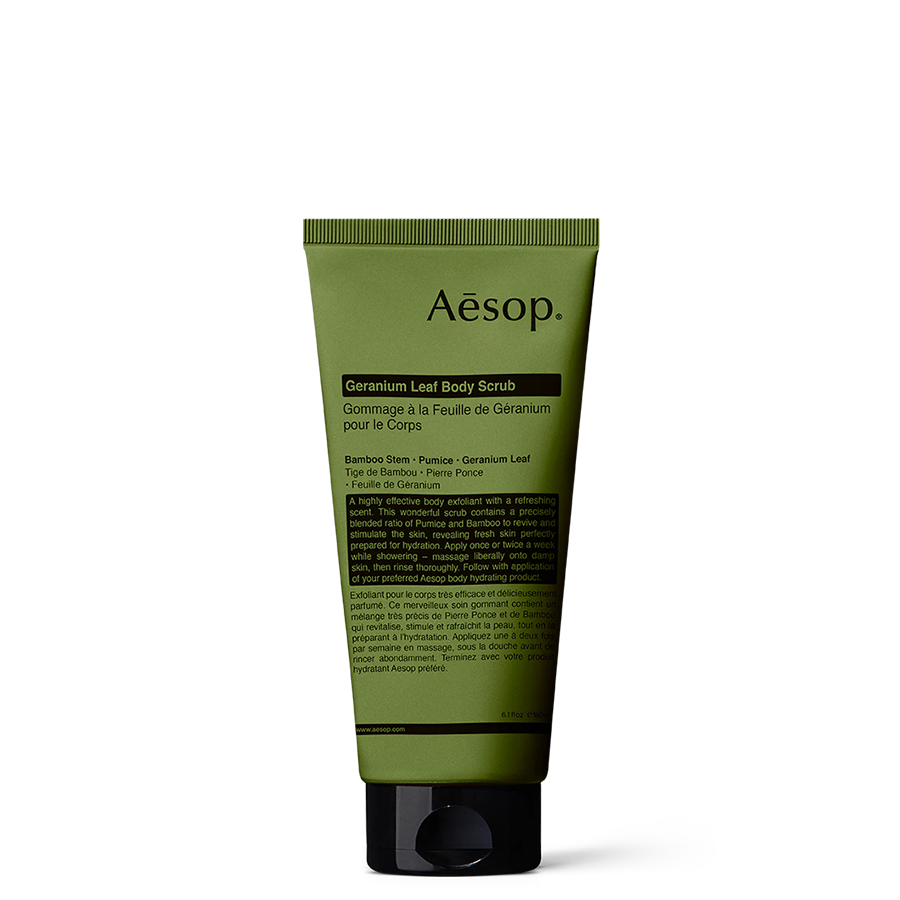 Aēsop®
Geranium Leaf Body Scrub
Gommage à la Feuille de Géranium
pour le Corps
Bamboo Stem • Pumice • Geranium Leaf
Tige de Bambou • Pierre Ponce
• Feuille de Géranium
A highly effective body exfoliant with a refreshing
scent. This wonderful scrub contains a precisely
blended ratio of Pumice and Bamboo to revive and
stimulate the skin, revealing fresh skin perfectly
prepared for hydration. Apply once or twice a week
while showering – massage liberally onto damp
skin, then rinse thoroughly. Follow with application
of your preferred Aesop body hydrating product.
Exfoliant pour le corps très efficace et délicieusement
parfumé. Ce merveilleux soin gommant contient un
mélange très précis de Pierre Ponce et de Bambou
qui revitalise, stimule et rafraîchit la peau, tout en la
préparant à l'hydratation. Appliquez une à deux fois
par semaine en massage, sous la douche avant de
rincer abondamment. Terminez avec votre produit
hydratant Aesop préféré.
6.1 fl oz
www.aesop.com